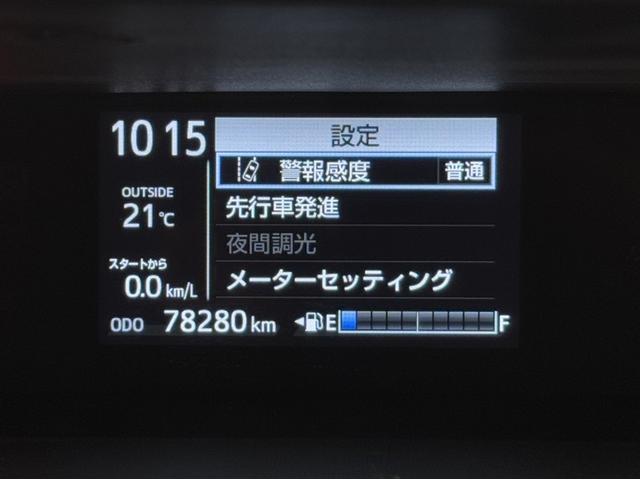 10 15
設定
警報感度 普通
OUTSIDE
21℃
先行車発進
夜間調光
スタートから
0.0 km/L
メーターセッティング
ODO 78280 km E F